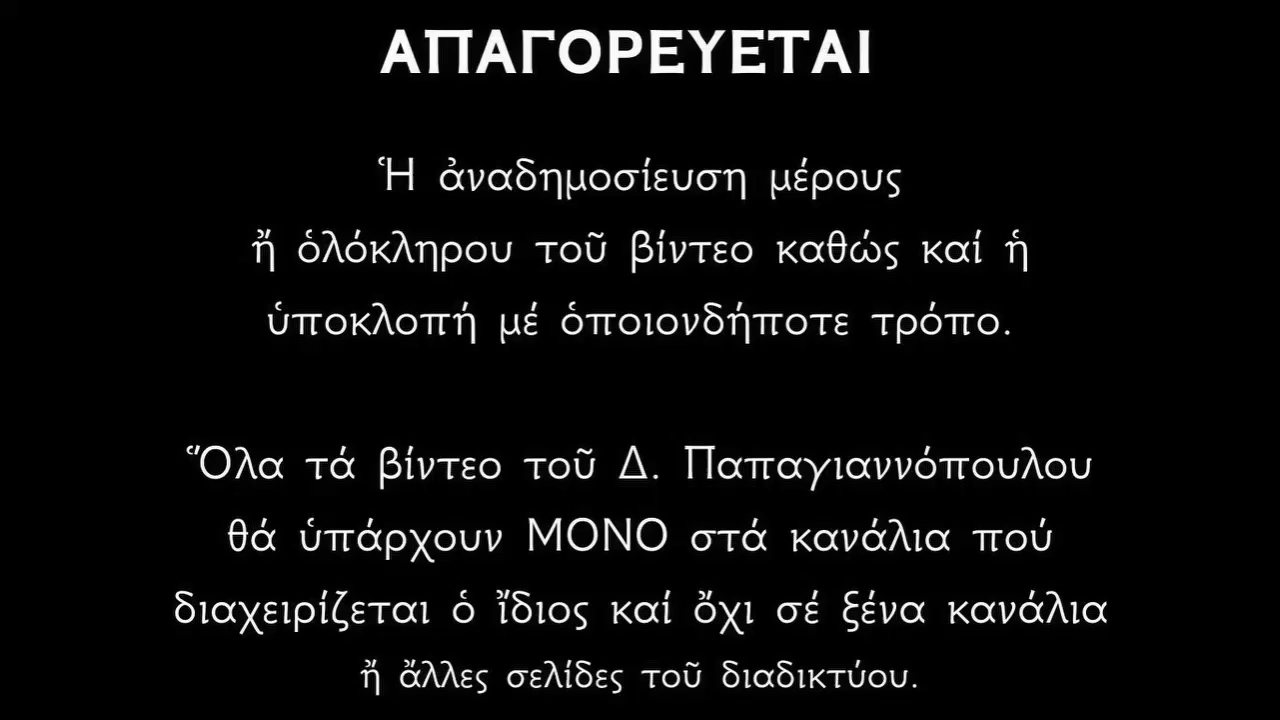 ΑΠΑΓΟΡΕΥΕΤΑΙ
Ἡ ἀναδημοσίευση μέρους
ἤ ὁλόκληρου τοῦ βίντεο καθώς καί ἡ
ὑποκλοπή μέ ὁποιονδήποτε τρόπο.
Ὅλα τά βίντεο τοῦ Δ. Παπαγιαννόπουλου
θά ὑπάρχουν ΜΟΝΟ στά κανάλια πού
διαχειρίζεται ὁ ἴδιος καί ὄχι σέ ξένα κανάλια
ἤ ἄλλες σελίδες τοῦ διαδικτύου.